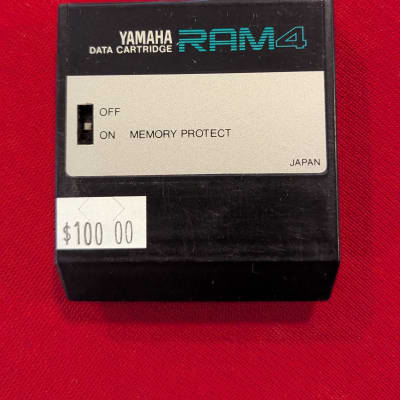 YAMAHA
DATA CARTRIDGE RAM4
OFF
ON MEMORY PROTECT
JAPAN
$100 00